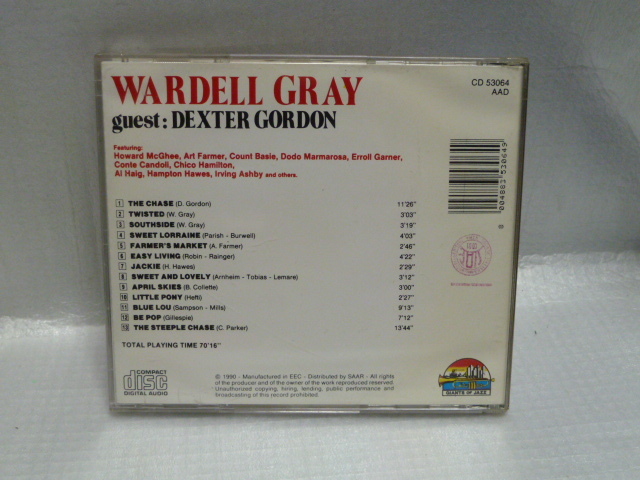 WARDELL GRAY
guest: DEXTER GORDON
CD 53064
AAD
Featuring:
Howard McGhee, Art Farmer, Count Basie, Dodo Marmarosa, Erroll Garner,
Conte Candoli, Chico Hamilton,
Al Haig, Hampton Hawes, Irving Ashby and others.
1 THE CHASE (D. Gordon) 11'26"
2 TWISTED (W. Gray) 3'03"
3 SOUTHSIDE (W. Gray) 3'19"
4 SWEET LORRAINE (Parish - Burwell) 4'03"
5 FARMER'S MARKET (A. Farmer) 2'46"
6 EASY LIVING (Robin - Rainger) 4'22"
7 JACKIE (H. Hawes) 2'29"
8 SWEET AND LOVELY (Arnheim - Tobias - Lemare) 3'12"
9 APRIL SKIES (B. Collette) 3'00"
10 LITTLE PONY (Hefti) 2'27"
11 BLUE LOU (Sampson - Mills) 9'13"
12 BE POP (Gillespie) 7'12"
13 THE STEEPLE CHASE (C. Parker) 13'44"
TOTAL PLAYING TIME 70'16"
COMPACT
disc
DIGITAL AUDIO
© 1990 - Manufactured in EEC - Distributed by SAAR - All rights
of the producer and of the owner of the work reproduced reserved.
Unauthorized copying, hiring, lending, public performance and
broadcasting of this record prohibited.
8 004883 530649
GIANTS OF JAZZ